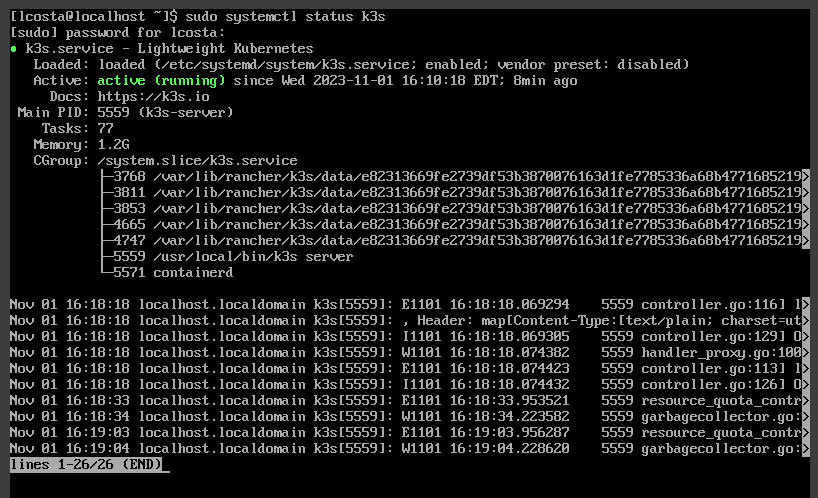 [lcosta@localhost ~]$ sudo systemctl status k3s
[sudo] password for lcosta:
● k3s.service - Lightweight Kubernetes
   Loaded: loaded (/etc/systemd/system/k3s.service; enabled; vendor preset: disabled)
   Active: active (running) since Wed 2023-11-01 16:10:18 EDT; 8min ago
     Docs: https://k3s.io
 Main PID: 5559 (k3s-server)
    Tasks: 77
   Memory: 1.2G
   CGroup: /system.slice/k3s.service
           ├─3768 /var/lib/rancher/k3s/data/e82313669fe2739df53b3870076163d1fe7785336a68b4771685219>
           ├─3811 /var/lib/rancher/k3s/data/e82313669fe2739df53b3870076163d1fe7785336a68b4771685219>
           ├─3853 /var/lib/rancher/k3s/data/e82313669fe2739df53b3870076163d1fe7785336a68b4771685219>
           ├─4665 /var/lib/rancher/k3s/data/e82313669fe2739df53b3870076163d1fe7785336a68b4771685219>
           ├─4747 /var/lib/rancher/k3s/data/e82313669fe2739df53b3870076163d1fe7785336a68b4771685219>
           ├─5559 /usr/local/bin/k3s server
           └─5571 containerd
Nov 01 16:18:18 localhost.localdomain k3s[5559]: E1101 16:18:18.069294    5559 controller.go:116] l>
Nov 01 16:18:18 localhost.localdomain k3s[5559]: , Header: map[Content-Type:[text/plain; charset=ut>
Nov 01 16:18:18 localhost.localdomain k3s[5559]: I1101 16:18:18.069305    5559 controller.go:129] O>
Nov 01 16:18:18 localhost.localdomain k3s[5559]: W1101 16:18:18.074382    5559 handler_proxy.go:100>
Nov 01 16:18:18 localhost.localdomain k3s[5559]: E1101 16:18:18.074423    5559 controller.go:113] l>
Nov 01 16:18:18 localhost.localdomain k3s[5559]: I1101 16:18:18.074432    5559 controller.go:126] O>
Nov 01 16:18:33 localhost.localdomain k3s[5559]: E1101 16:18:33.953521    5559 resource_quota_contr>
Nov 01 16:18:34 localhost.localdomain k3s[5559]: W1101 16:18:34.223582    5559 garbagecollector.go:>
Nov 01 16:19:03 localhost.localdomain k3s[5559]: E1101 16:19:03.956287    5559 resource_quota_contr>
Nov 01 16:19:04 localhost.localdomain k3s[5559]: W1101 16:19:04.228620    5559 garbagecollector.go:>
lines 1-26/26 (END)